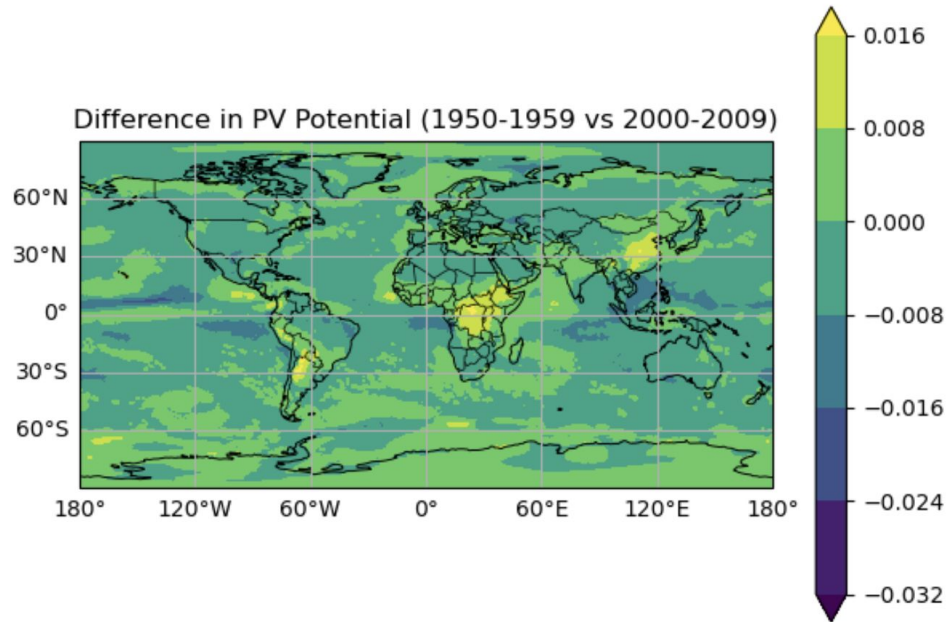 Difference in PV Potential (1950-1959 vs 2000-2009)
60°N
30°N
0°
30°S
60°S
180° 120°W 60°W 0° 60°E 120°E 180°
0.016
0.008
0.000
−0.008
−0.016
−0.024
−0.032